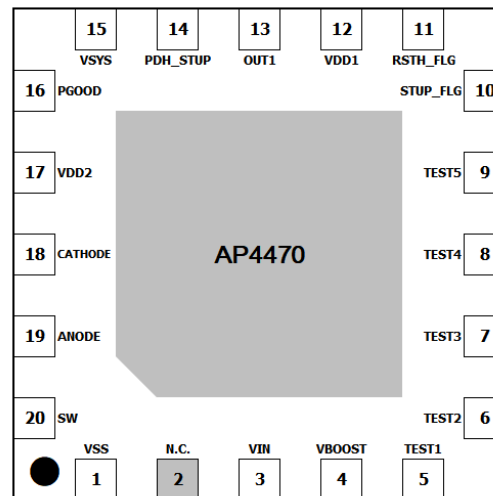 15 14 13 12 11
VSYS PDH_STUP OUT1 VDD1 RSTH_FLG
16 PGOOD STUP_FLG 10
17 VDD2 TEST5 9
18 CATHODE AP4470 TEST4 8
19 ANODE TEST3 7
20 SW TEST2 6
VSS N.C. VIN VBOOST TEST1
1 2 3 4 5